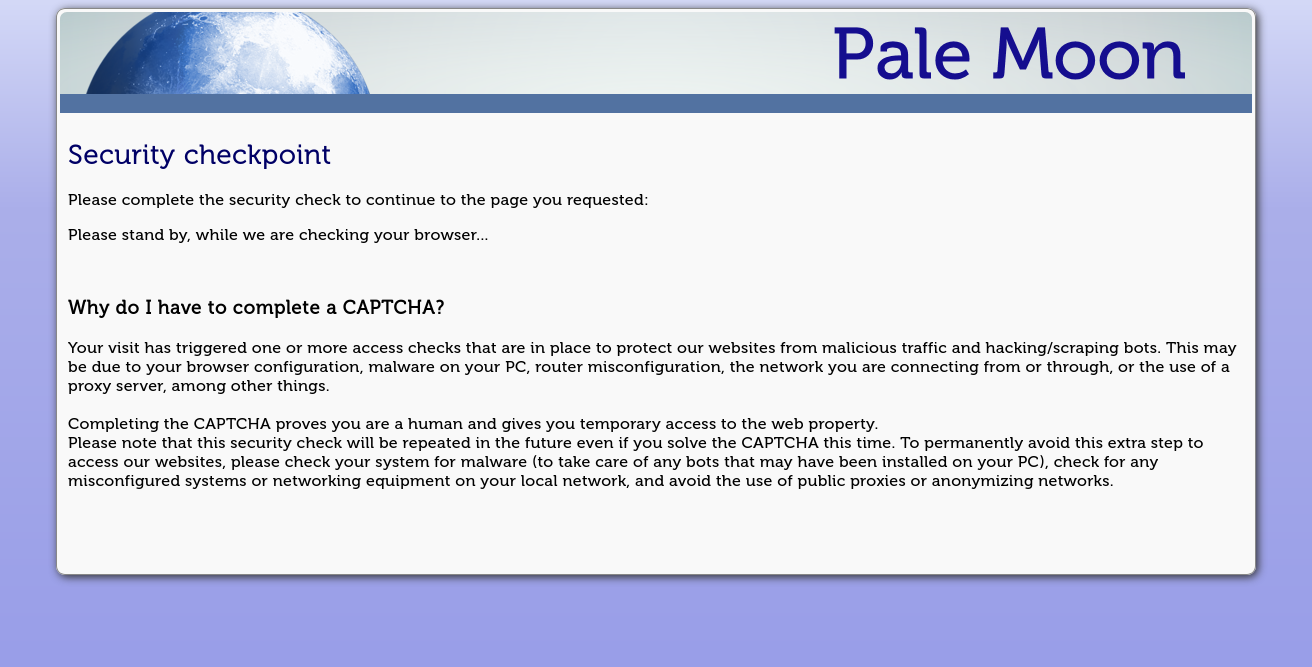 Pale Moon
Security checkpoint
Please complete the security check to continue to the page you requested:
Please stand by, while we are checking your browser...
Why do I have to complete a CAPTCHA?
Your visit has triggered one or more access checks that are in place to protect our websites from malicious traffic and hacking/scraping bots. This may
be due to your browser configuration, malware on your PC, router misconfiguration, the network you are connecting from or through, or the use of a
proxy server, among other things.
Completing the CAPTCHA proves you are a human and gives you temporary access to the web property.
Please note that this security check will be repeated in the future even if you solve the CAPTCHA this time. To permanently avoid this extra step to
access our websites, please check your system for malware (to take care of any bots that may have been installed on your PC), check for any
misconfigured systems or networking equipment on your local network, and avoid the use of public proxies or anonymizing networks.